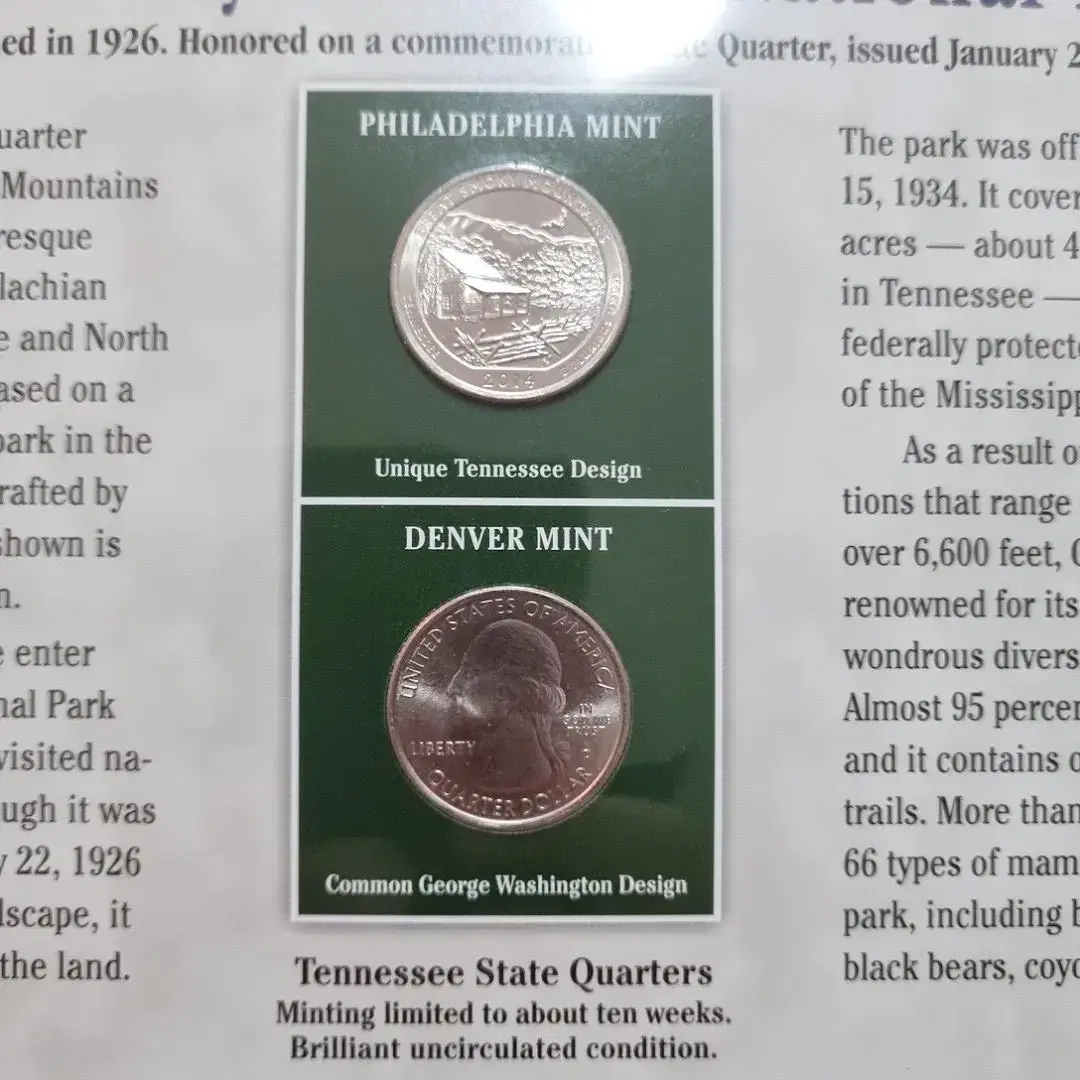 ed in 1926. Honored on a commemorat Quarter, issued January 2
uarter
Mountains
resque
lachian
e and North
ased on a
park in the
rafted by
shown is
n.
e enter
nal Park
visited na-
ugh it was
y 22, 1926
dscape, it
the land.
PHILADELPHIA MINT
GREAT SMOKY MOUNTAINS
2014
Unique Tennessee Design
DENVER MINT
UNITED STATES OF AMERICA
LIBERTY
IN
GOD WE
TRUST
D
QUARTER DOLLAR
Common George Washington Design
Tennessee State Quarters
Minting limited to about ten weeks.
Brilliant uncirculated condition.
The park was off
15, 1934. It cover
acres — about 4
in Tennessee —
federally protecte
of the Mississipp
As a result o
tions that range
over 6,600 feet, G
renowned for its
wondrous divers
Almost 95 percen
and it contains o
trails. More than
66 types of mam
park, including b
black bears, coyo